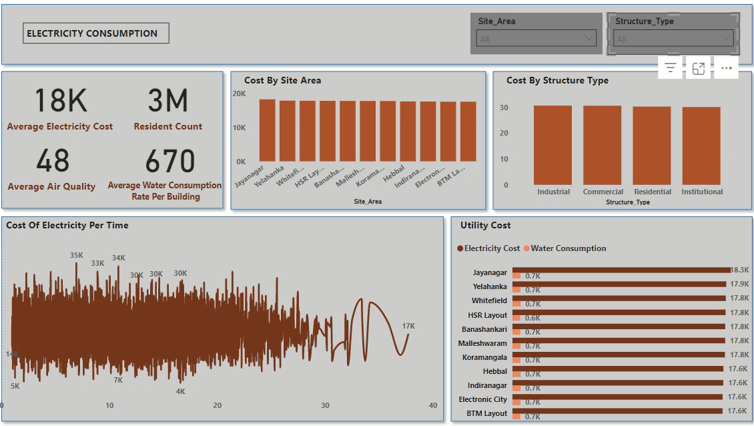 ELECTRICITY CONSUMPTION
Site_Area
All
Structure_Type
All
18K
Average Electricity Cost
3M
Resident Count
48
Average Air Quality
670
Average Water Consumption
Rate Per Building
Cost By Site Area
20K
10K
0K
Jayanagar
Yelahanka
Whitefi...
HSR Lay...
Banasha...
Mallesh...
Korama...
Hebbal
Indirana...
Electron...
BTM La...
Site_Area
Cost By Structure Type
30
20
10
0
Industrial
Commercial
Residential
Institutional
Structure_Type
Cost Of Electricity Per Time
35K
33K
34K
30K
30K
30K
17K
5K
7K
4K
0
10
20
30
40
Utility Cost
Electricity Cost
Water Consumption
Jayanagar 18.3K
0.7K
Yelahanka 17.9K
0.7K
Whitefield 17.8K
0.7K
HSR Layout 17.8K
0.6K
Banashankari 17.8K
0.7K
Malleshwaram 17.8K
0.7K
Koramangala 17.8K
0.7K
Hebbal 17.6K
0.7K
Indiranagar 17.6K
0.7K
Electronic City 17.6K
0.7K
BTM Layout 17.6K
0.7K